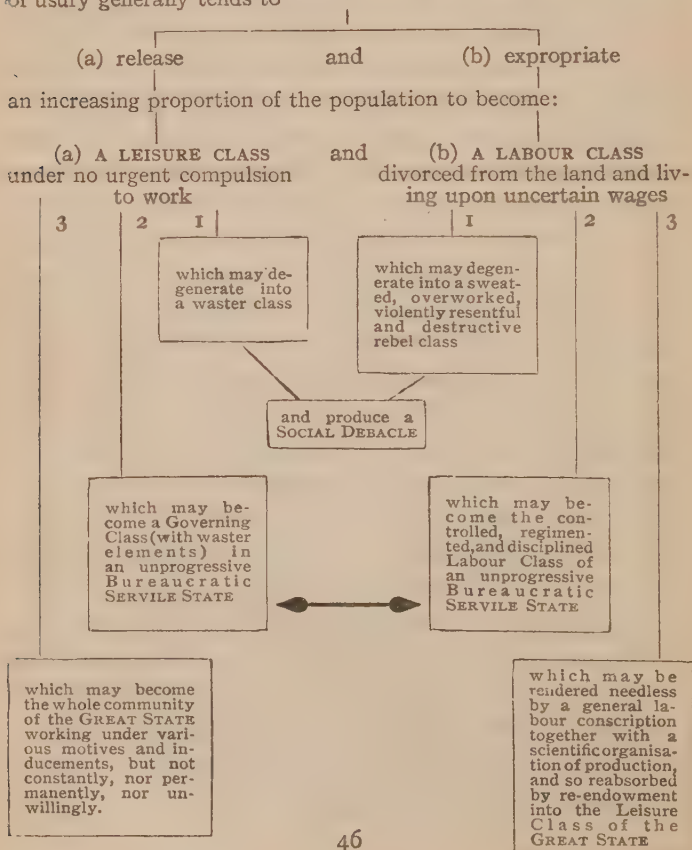 of usury generally tends to
(a) release and (b) expropriate
an increasing proportion of the population to become:
(a) A LEISURE CLASS and (b) A LABOUR CLASS
under no urgent compulsion
to work
divorced from the land and liv-
ing upon uncertain wages
3 2 1 1 2 3
which may de-
generate into
a waster class
which may degen-
erate into a sweat-
ed, overworked,
violently resentful
and destructive
rebel class
and produce a
SOCIAL DEBACLE
which may be-
come a Governing
Class (with waster
elements) in
an unprogressive
Bureaucratic
SERVILE STATE
which may be-
come the con-
trolled, regimen-
ted, and disciplined
Labour Class of
an unprogressive
Bureaucratic
SERVILE STATE
which may become
the whole community
of the GREAT STATE
working under vari-
ous motives and in-
ducements, but not
constantly, nor per-
manently, nor un-
willingly.
which may be
rendered needless
by a general la-
bour conscription
together with a
scientific organisa-
tion of production,
and so reabsorbed
by re-endowment
into the Leisure
Class of the
GREAT STATE
46